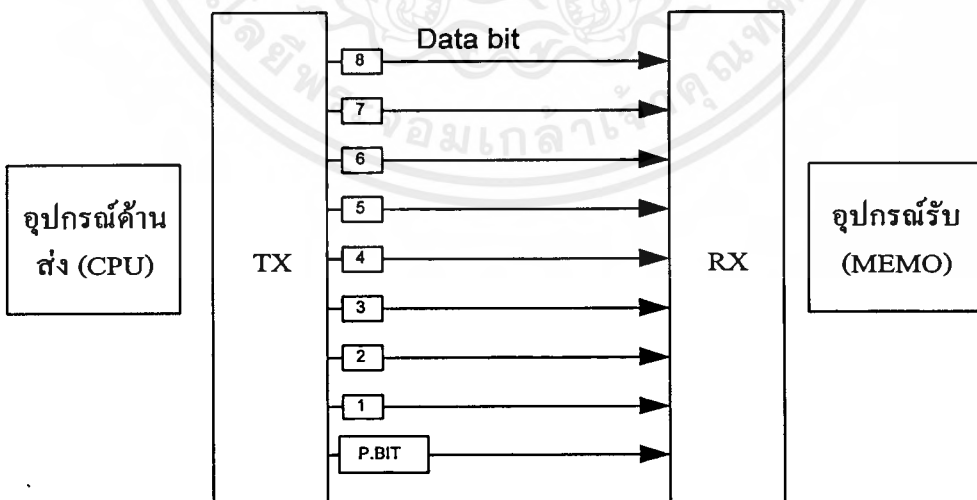 Data bit
8
7
6
5
4
3
2
1
P.BIT
อุปกรณ์ด้าน
ส่ง (CPU)
TX
RX
อุปกรณ์รับ
(MEMO)